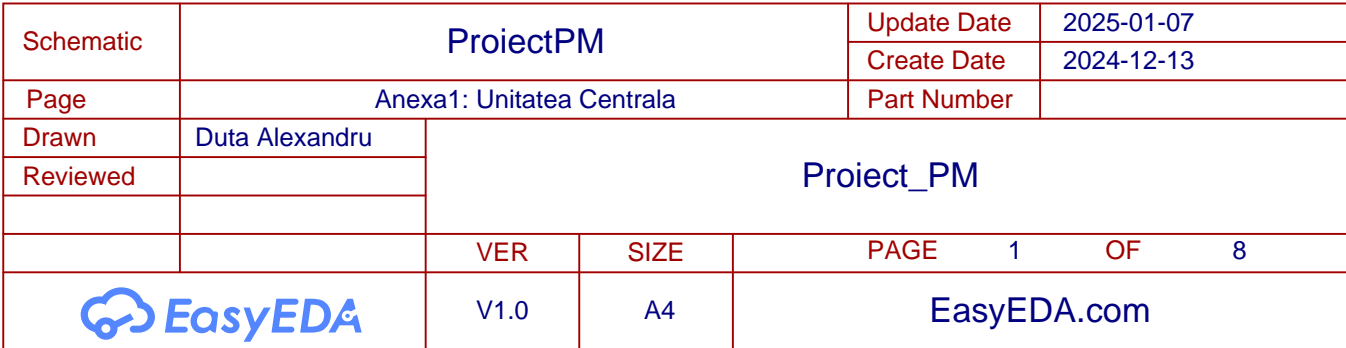 Schematic ProiectPM Update Date 2025-01-07
Create Date 2024-12-13
Page Anexa1: Unitatea Centrala Part Number
Drawn Duta Alexandru
Reviewed Proiect_PM
VER SIZE PAGE 1 OF 8
EasyEDA V1.0 A4 EasyEDA.com